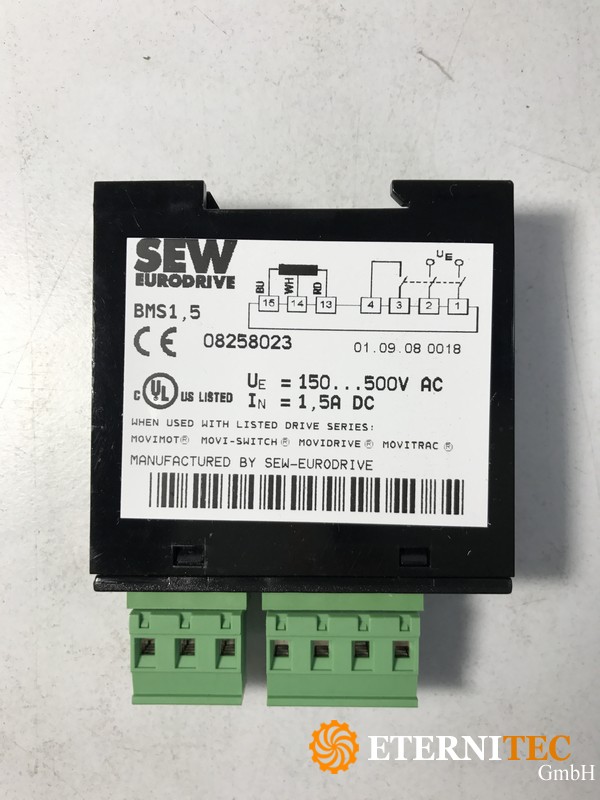 SEW
EURODRIVE
BMS1,5
BU
WH
RD
UE
15 14 13 4 3 2 1
CE 08258023 01.09.08 0018
C UL US LISTED
UE = 150...500V AC
IN = 1,5A DC
WHEN USED WITH LISTED DRIVE SERIES:
MOVIMOT® MOVI-SWITCH® MOVIDRIVE® MOVITRAC®
MANUFACTURED BY SEW-EURODRIVE
ETERNITEC
GmbH